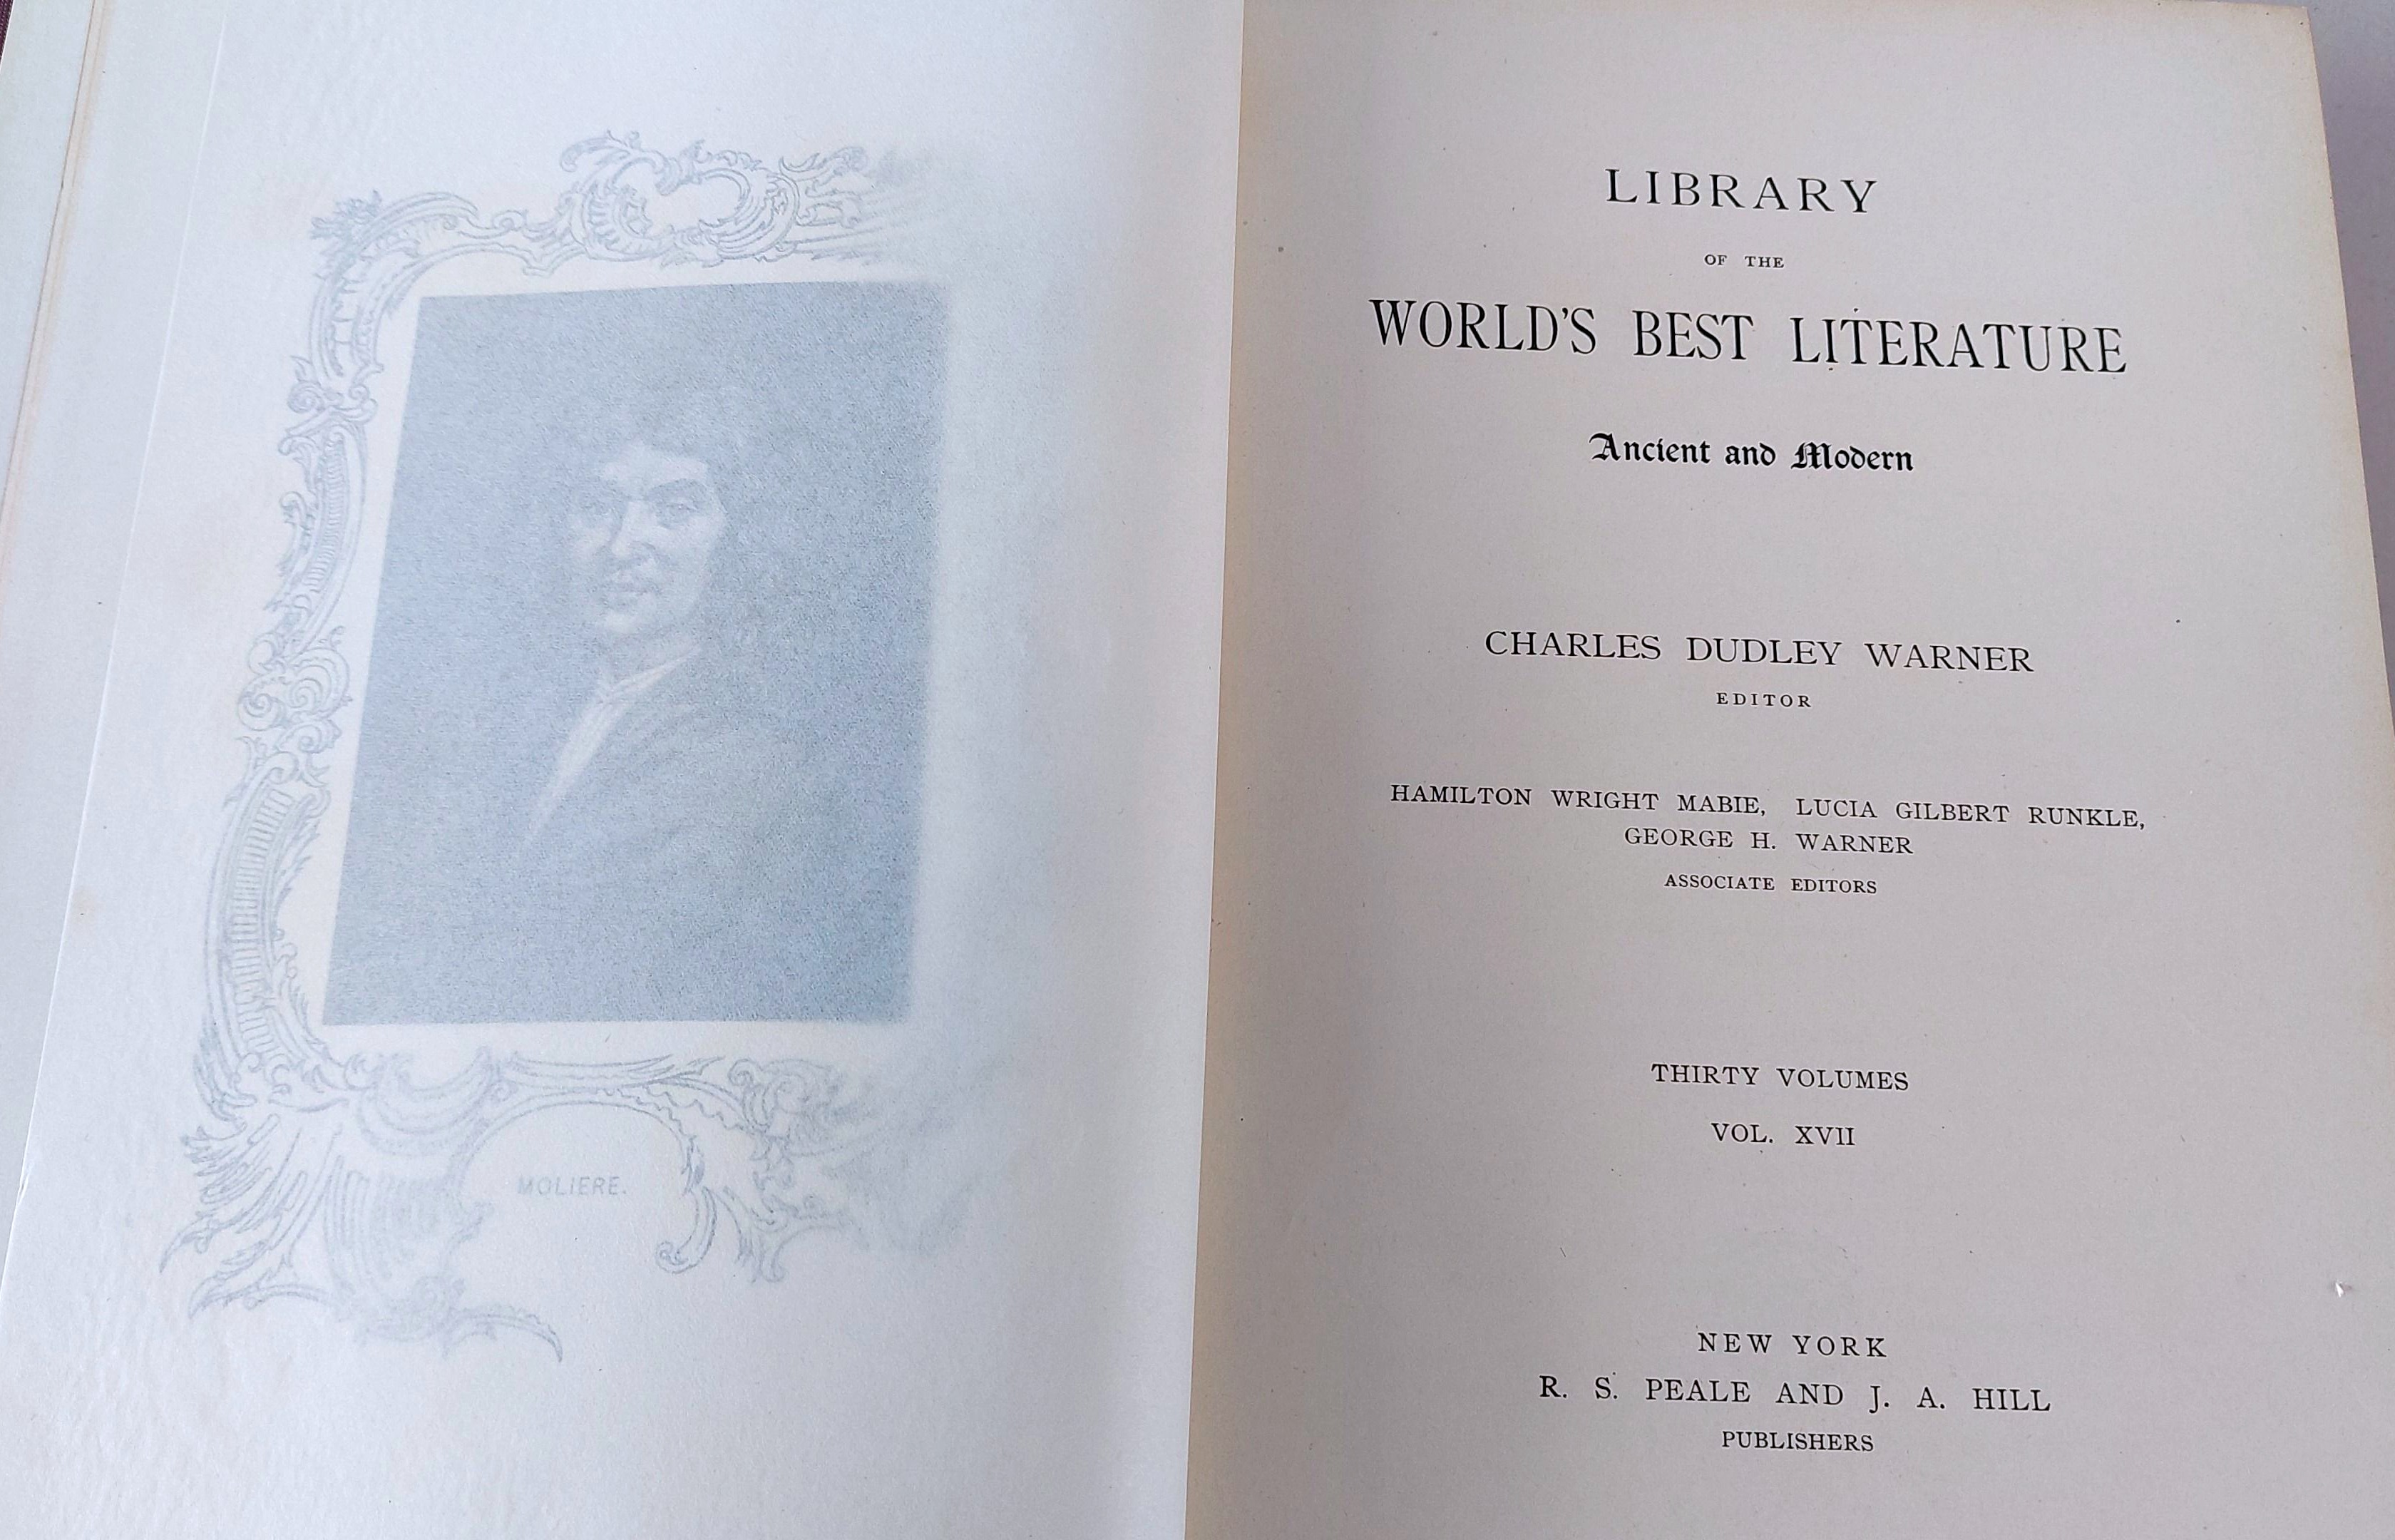 MOLIERE.
LIBRARY
OF THE
WORLD'S BEST LITERATURE
Ancient and Modern
CHARLES DUDLEY WARNER
EDITOR
HAMILTON WRIGHT MABIE, LUCIA GILBERT RUNKLE,
GEORGE H. WARNER
ASSOCIATE EDITORS
THIRTY VOLUMES
VOL. XVII
NEW YORK
R. S. PEALE AND J. A. HILL
PUBLISHERS